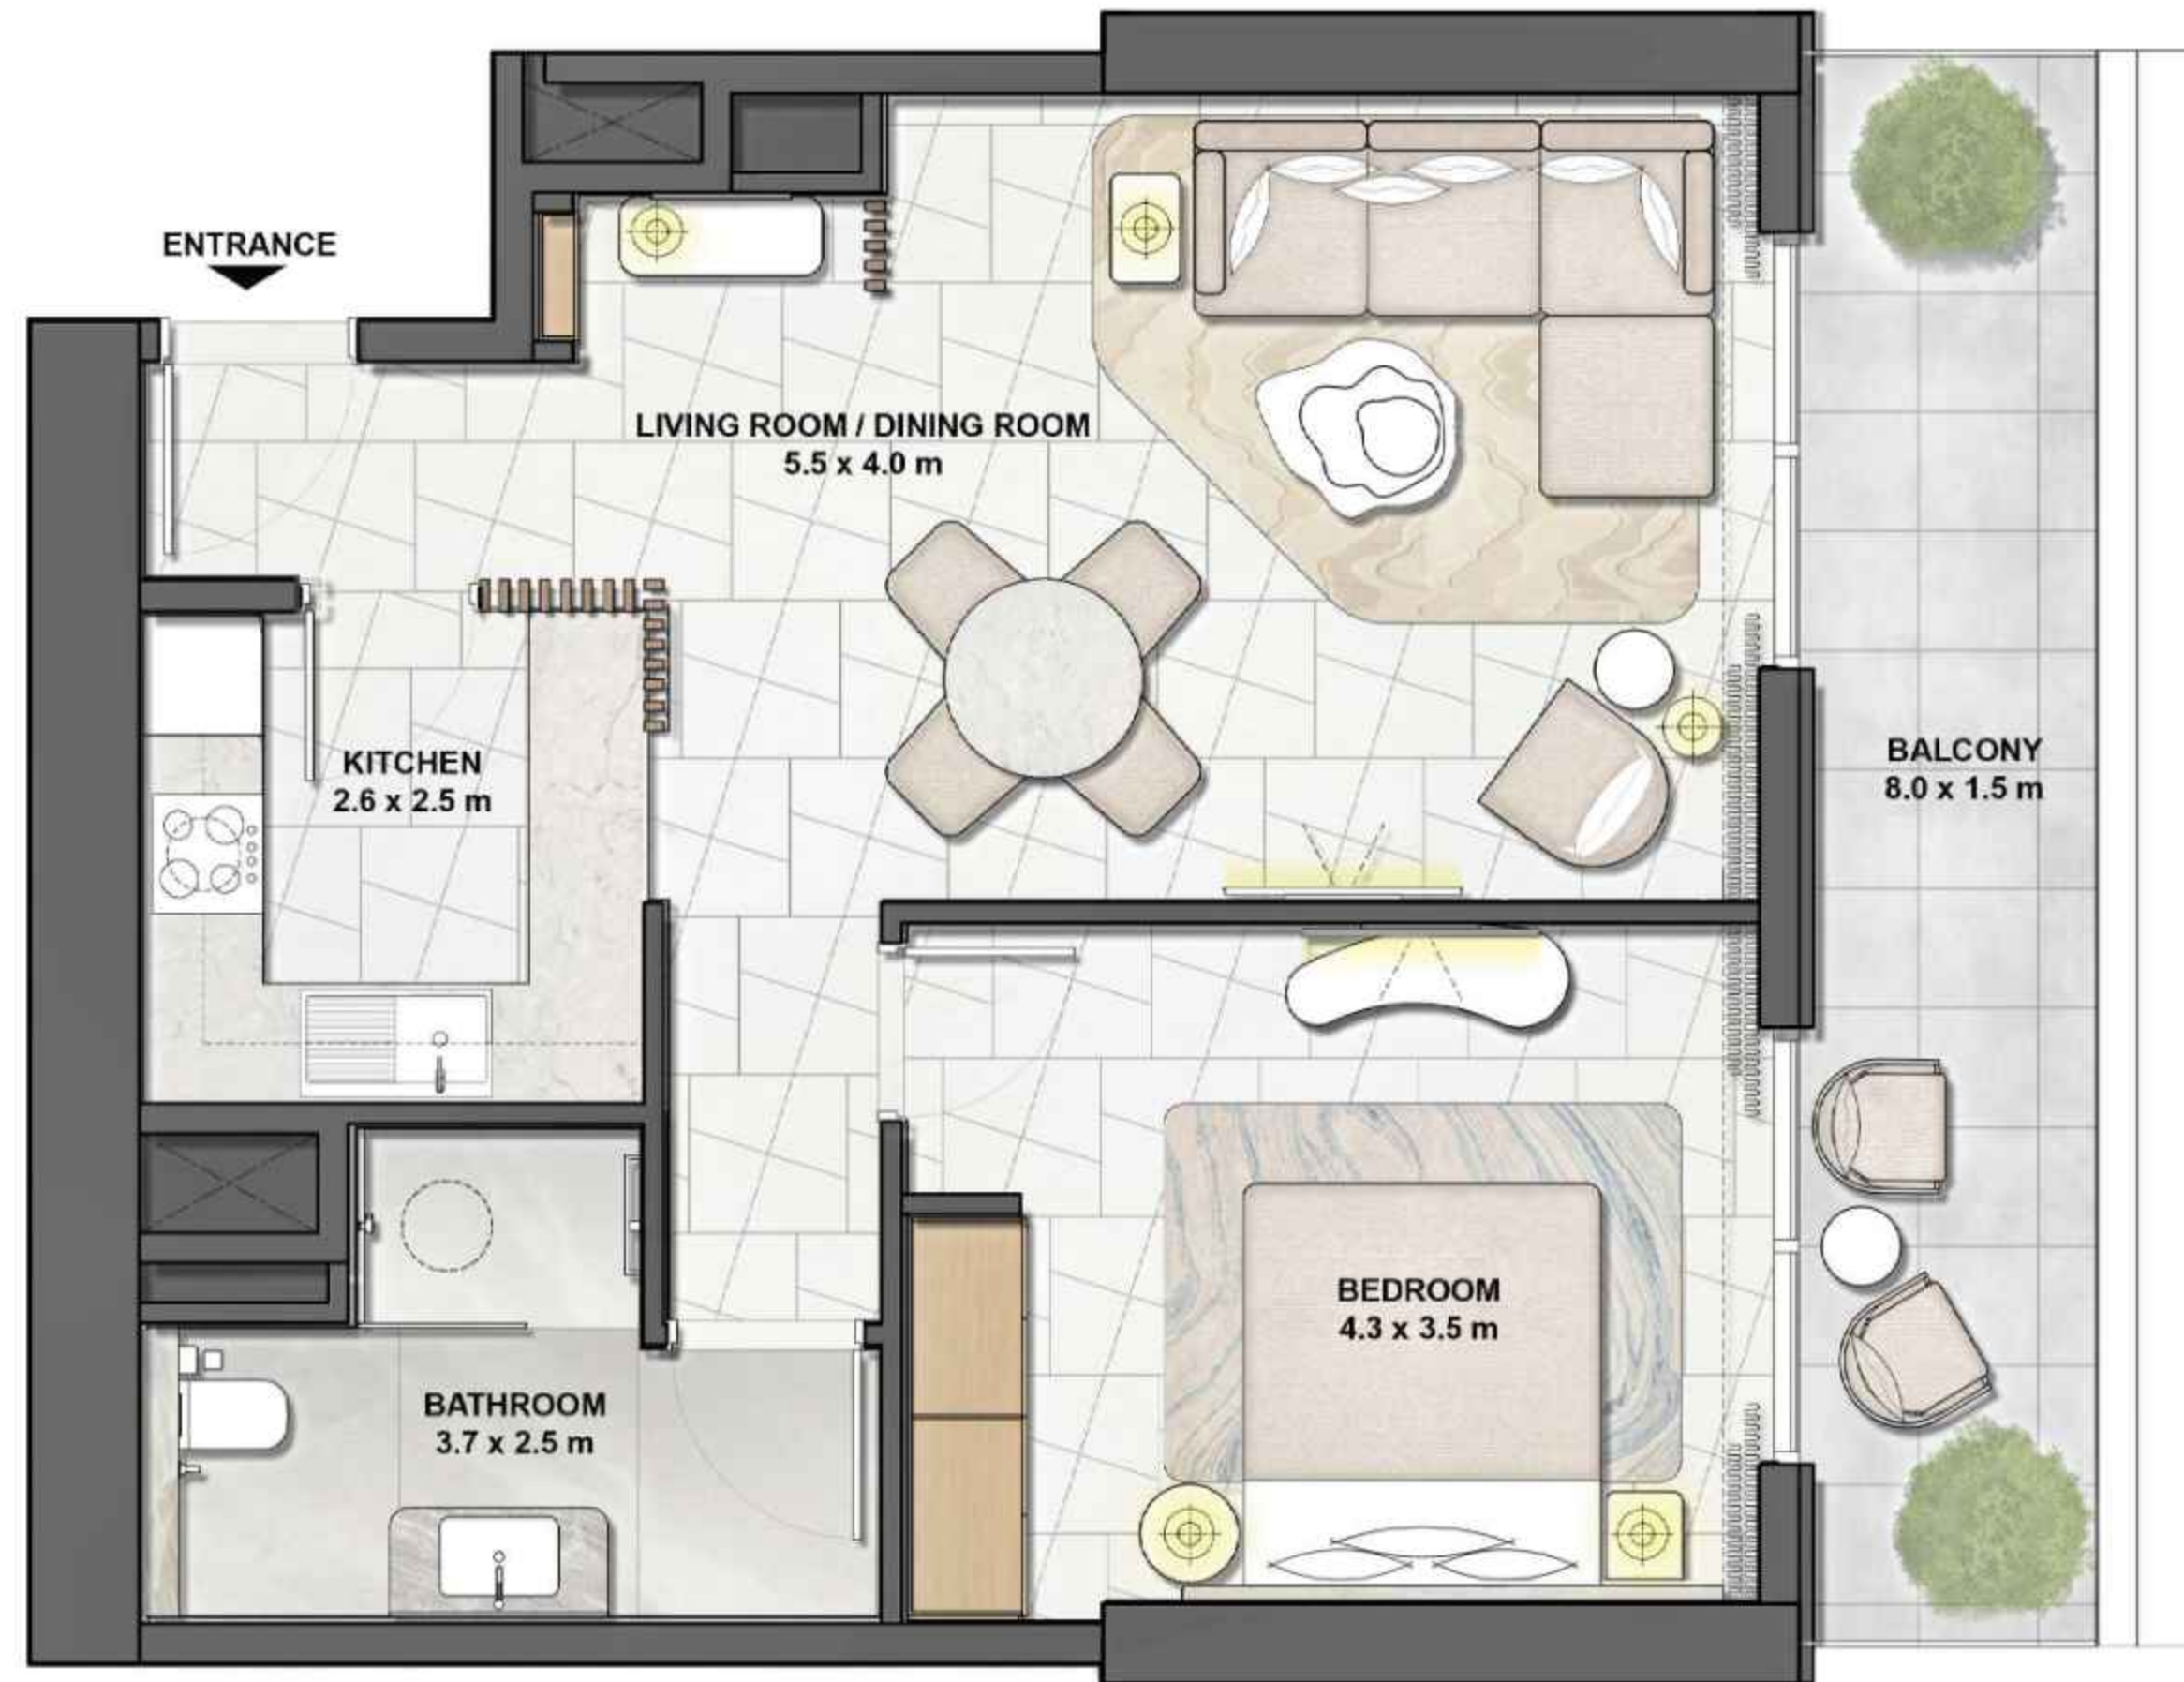 ENTRANCE
LIVING ROOM / DINING ROOM
5.5 x 4.0 m
KITCHEN
2.6 x 2.5 m
BALCONY
8.0 x 1.5 m
BEDROOM
4.3 x 3.5 m
BATHROOM
3.7 x 2.5 m